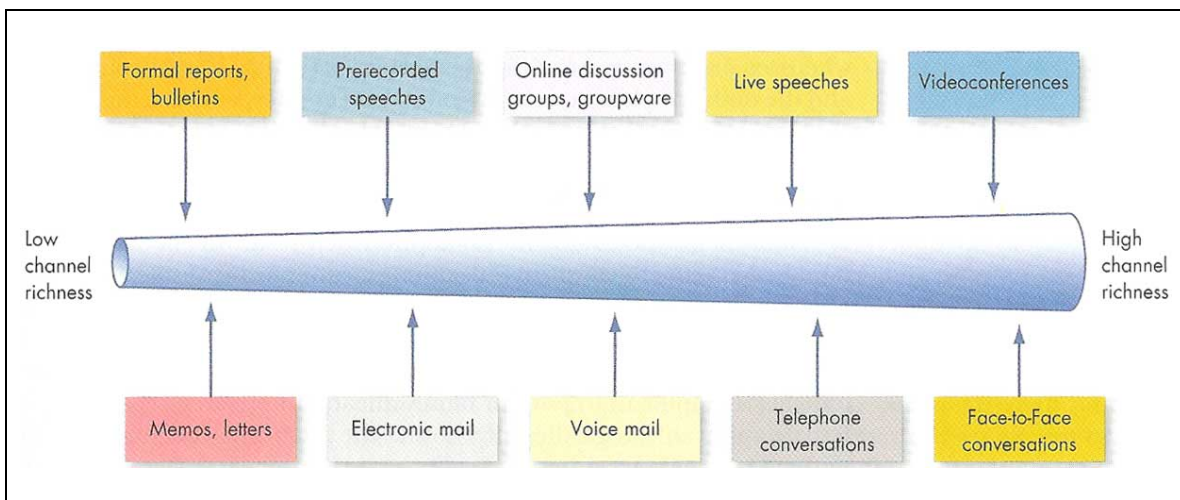 Formal reports,
bulletins
Prerecorded
speeches
Online discussion
groups, groupware
Live speeches
Videoconferences
Low
channel
richness
High
channel
richness
Memos, letters
Electronic mail
Voice mail
Telephone
conversations
Face-to-Face
conversations